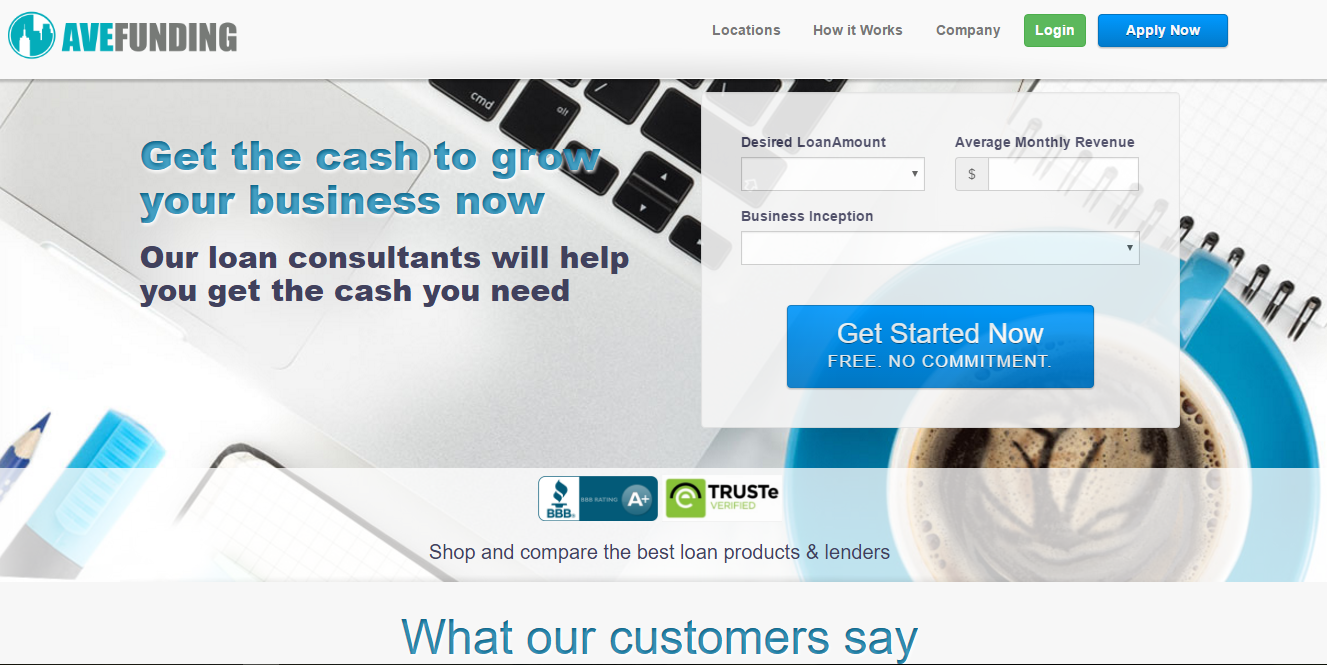 AVEFUNDING
Locations
How it Works
Company
Login
Apply Now
cmd
alt
Get the cash to grow
your business now
Our loan consultants will help
you get the cash you need
Desired LoanAmount
Average Monthly Revenue
$
Business Inception
Get Started Now
FREE. NO COMMITMENT.
BBB.
BBB RATING
A+
TRUSTe
VERIFIED
Shop and compare the best loan products & lenders
What our customers say